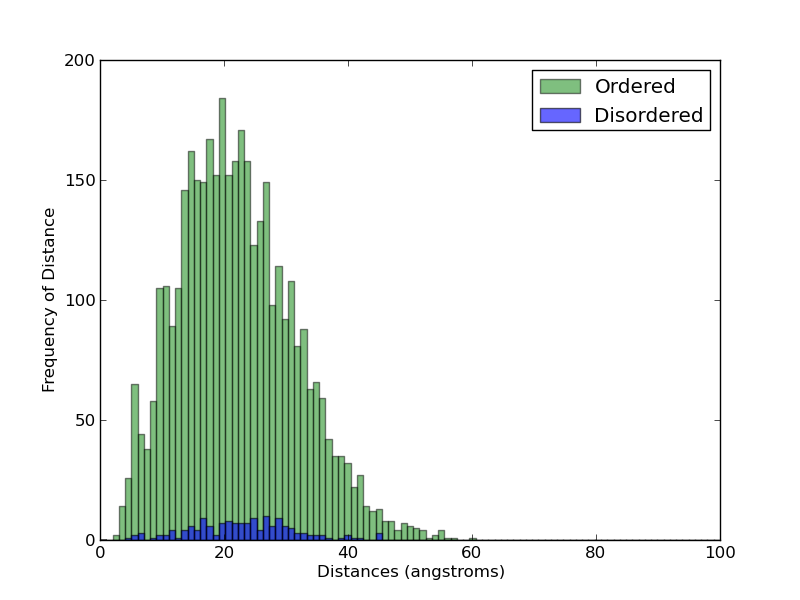 200
150
100
50
0
0 20 40 60 80 100
Frequency of Distance
Distances (angstroms)
Ordered
Disordered